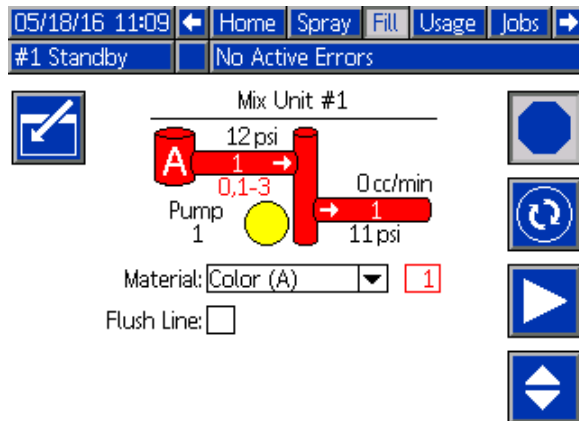 05/18/16 11:09 Home Spray Fill Usage Jobs
#1 Standby No Active Errors
Mix Unit #1
12 psi
A 1
0,1-3
0 cc/min
Pump
1
1
11 psi
Material: Color (A) 1
Flush Line: